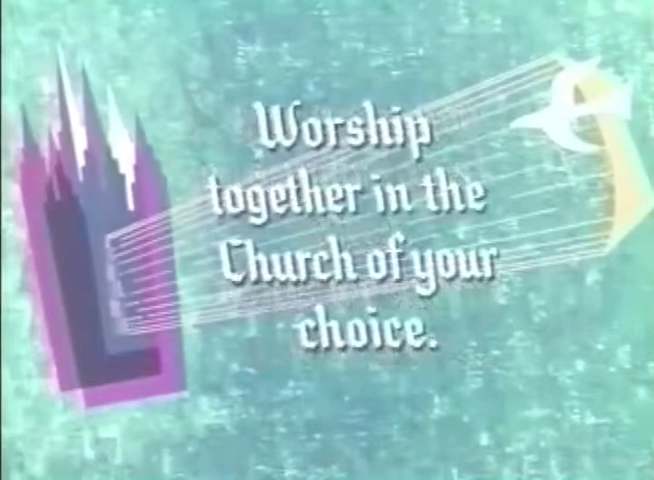 Worship
together in the
Church of your
choice.